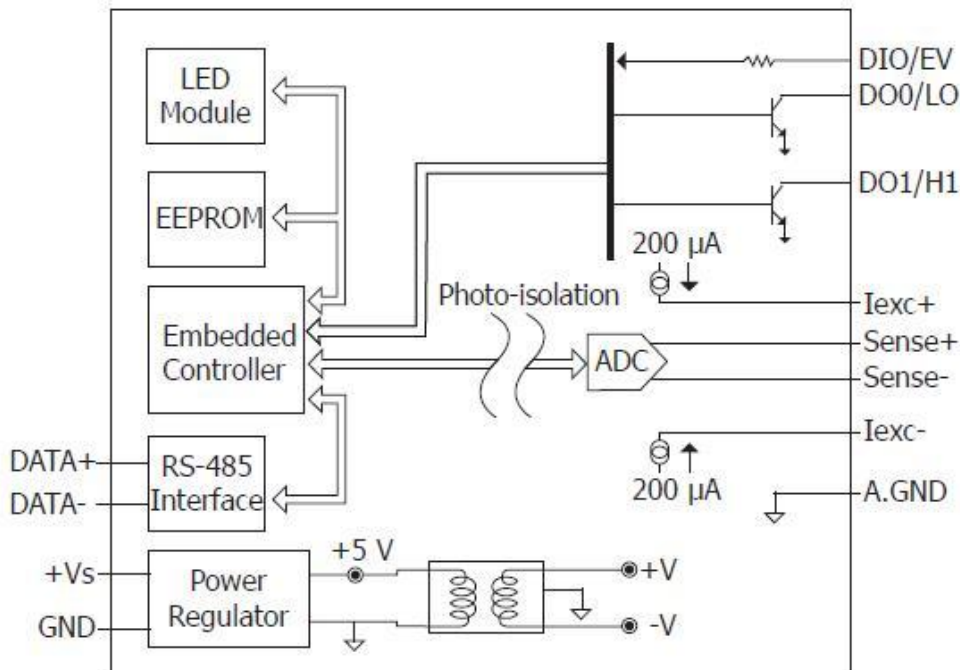 LED
Module
EEPROM
Embedded
Controller
RS-485
Interface
DATA+
DATA-
+Vs
GND
Power
Regulator
+5 V
+V
-V
Photo-isolation
ADC
200 µA
200 µA
DIO/EV
DO0/LO
DO1/H1
Iexc+
Sense+
Sense-
Iexc-
A.GND